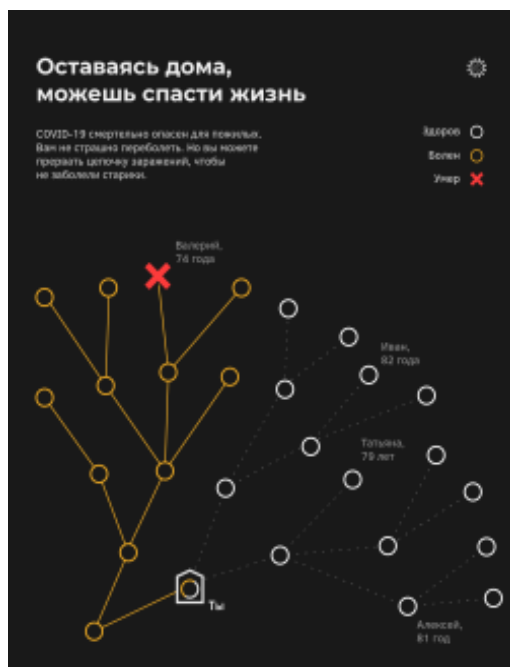 Оставаясь дома,
можешь спасти жизнь
COVID-19 смертельно опасен для пожилых.
Вам не страшно переболеть. Но вы можете
прервать цепочку заражений, чтобы
не заболели старики.
Здоров
Болен
Умер
Валерий,
74 года
Иван,
82 года
Татьяна,
79 лет
Ты
Алексей,
81 год